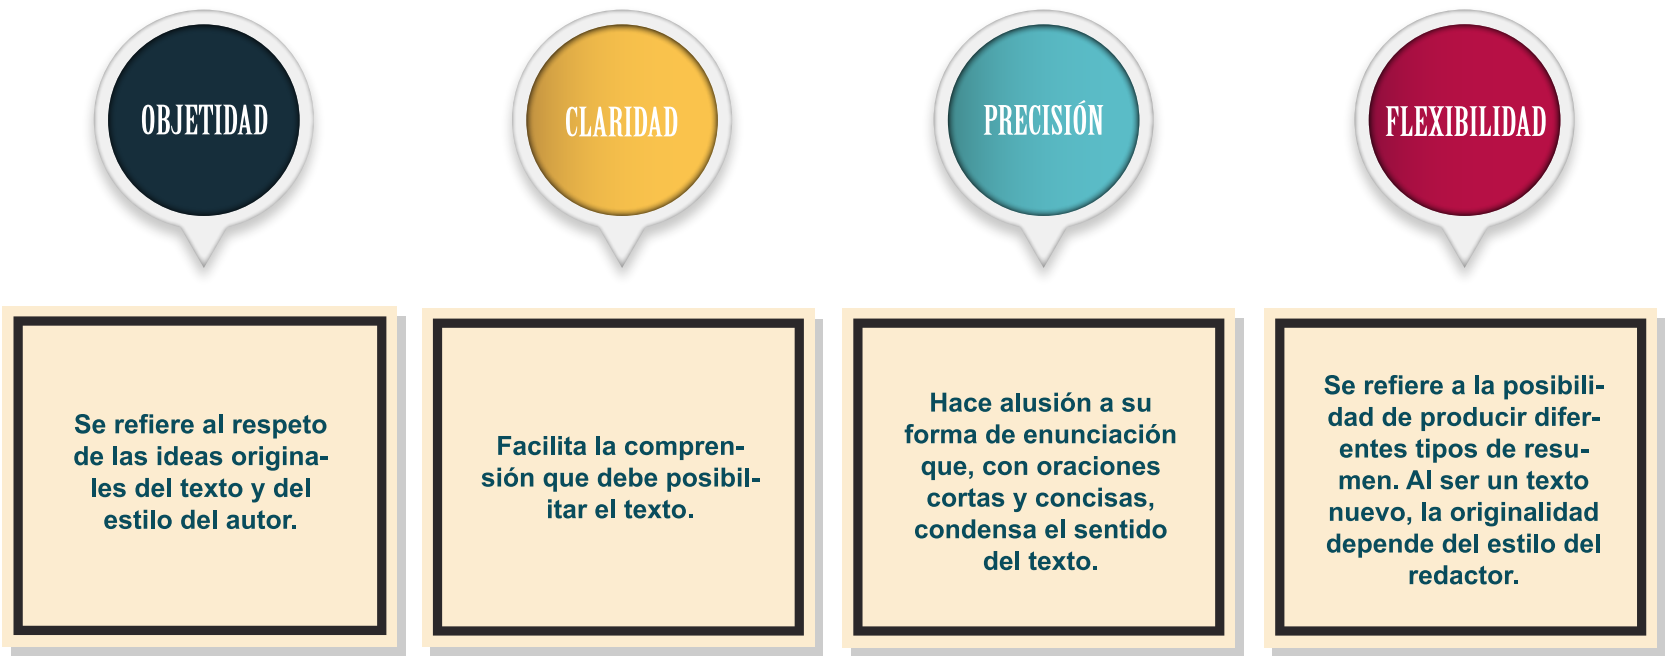 OBJETIDAD
Se refiere al respeto
de las ideas origina-
les del texto y del
estilo del autor.
CLARIDAD
Facilita la compren-
sión que debe posibil-
itar el texto.
PRECISIÓN
Hace alusión a su
forma de enunciación
que, con oraciones
cortas y concisas,
condensa el sentido
del texto.
FLEXIBILIDAD
Se refiere a la posibili-
dad de producir difer-
entes tipos de resu-
men. Al ser un texto
nuevo, la originalidad
depende del estilo del
redactor.